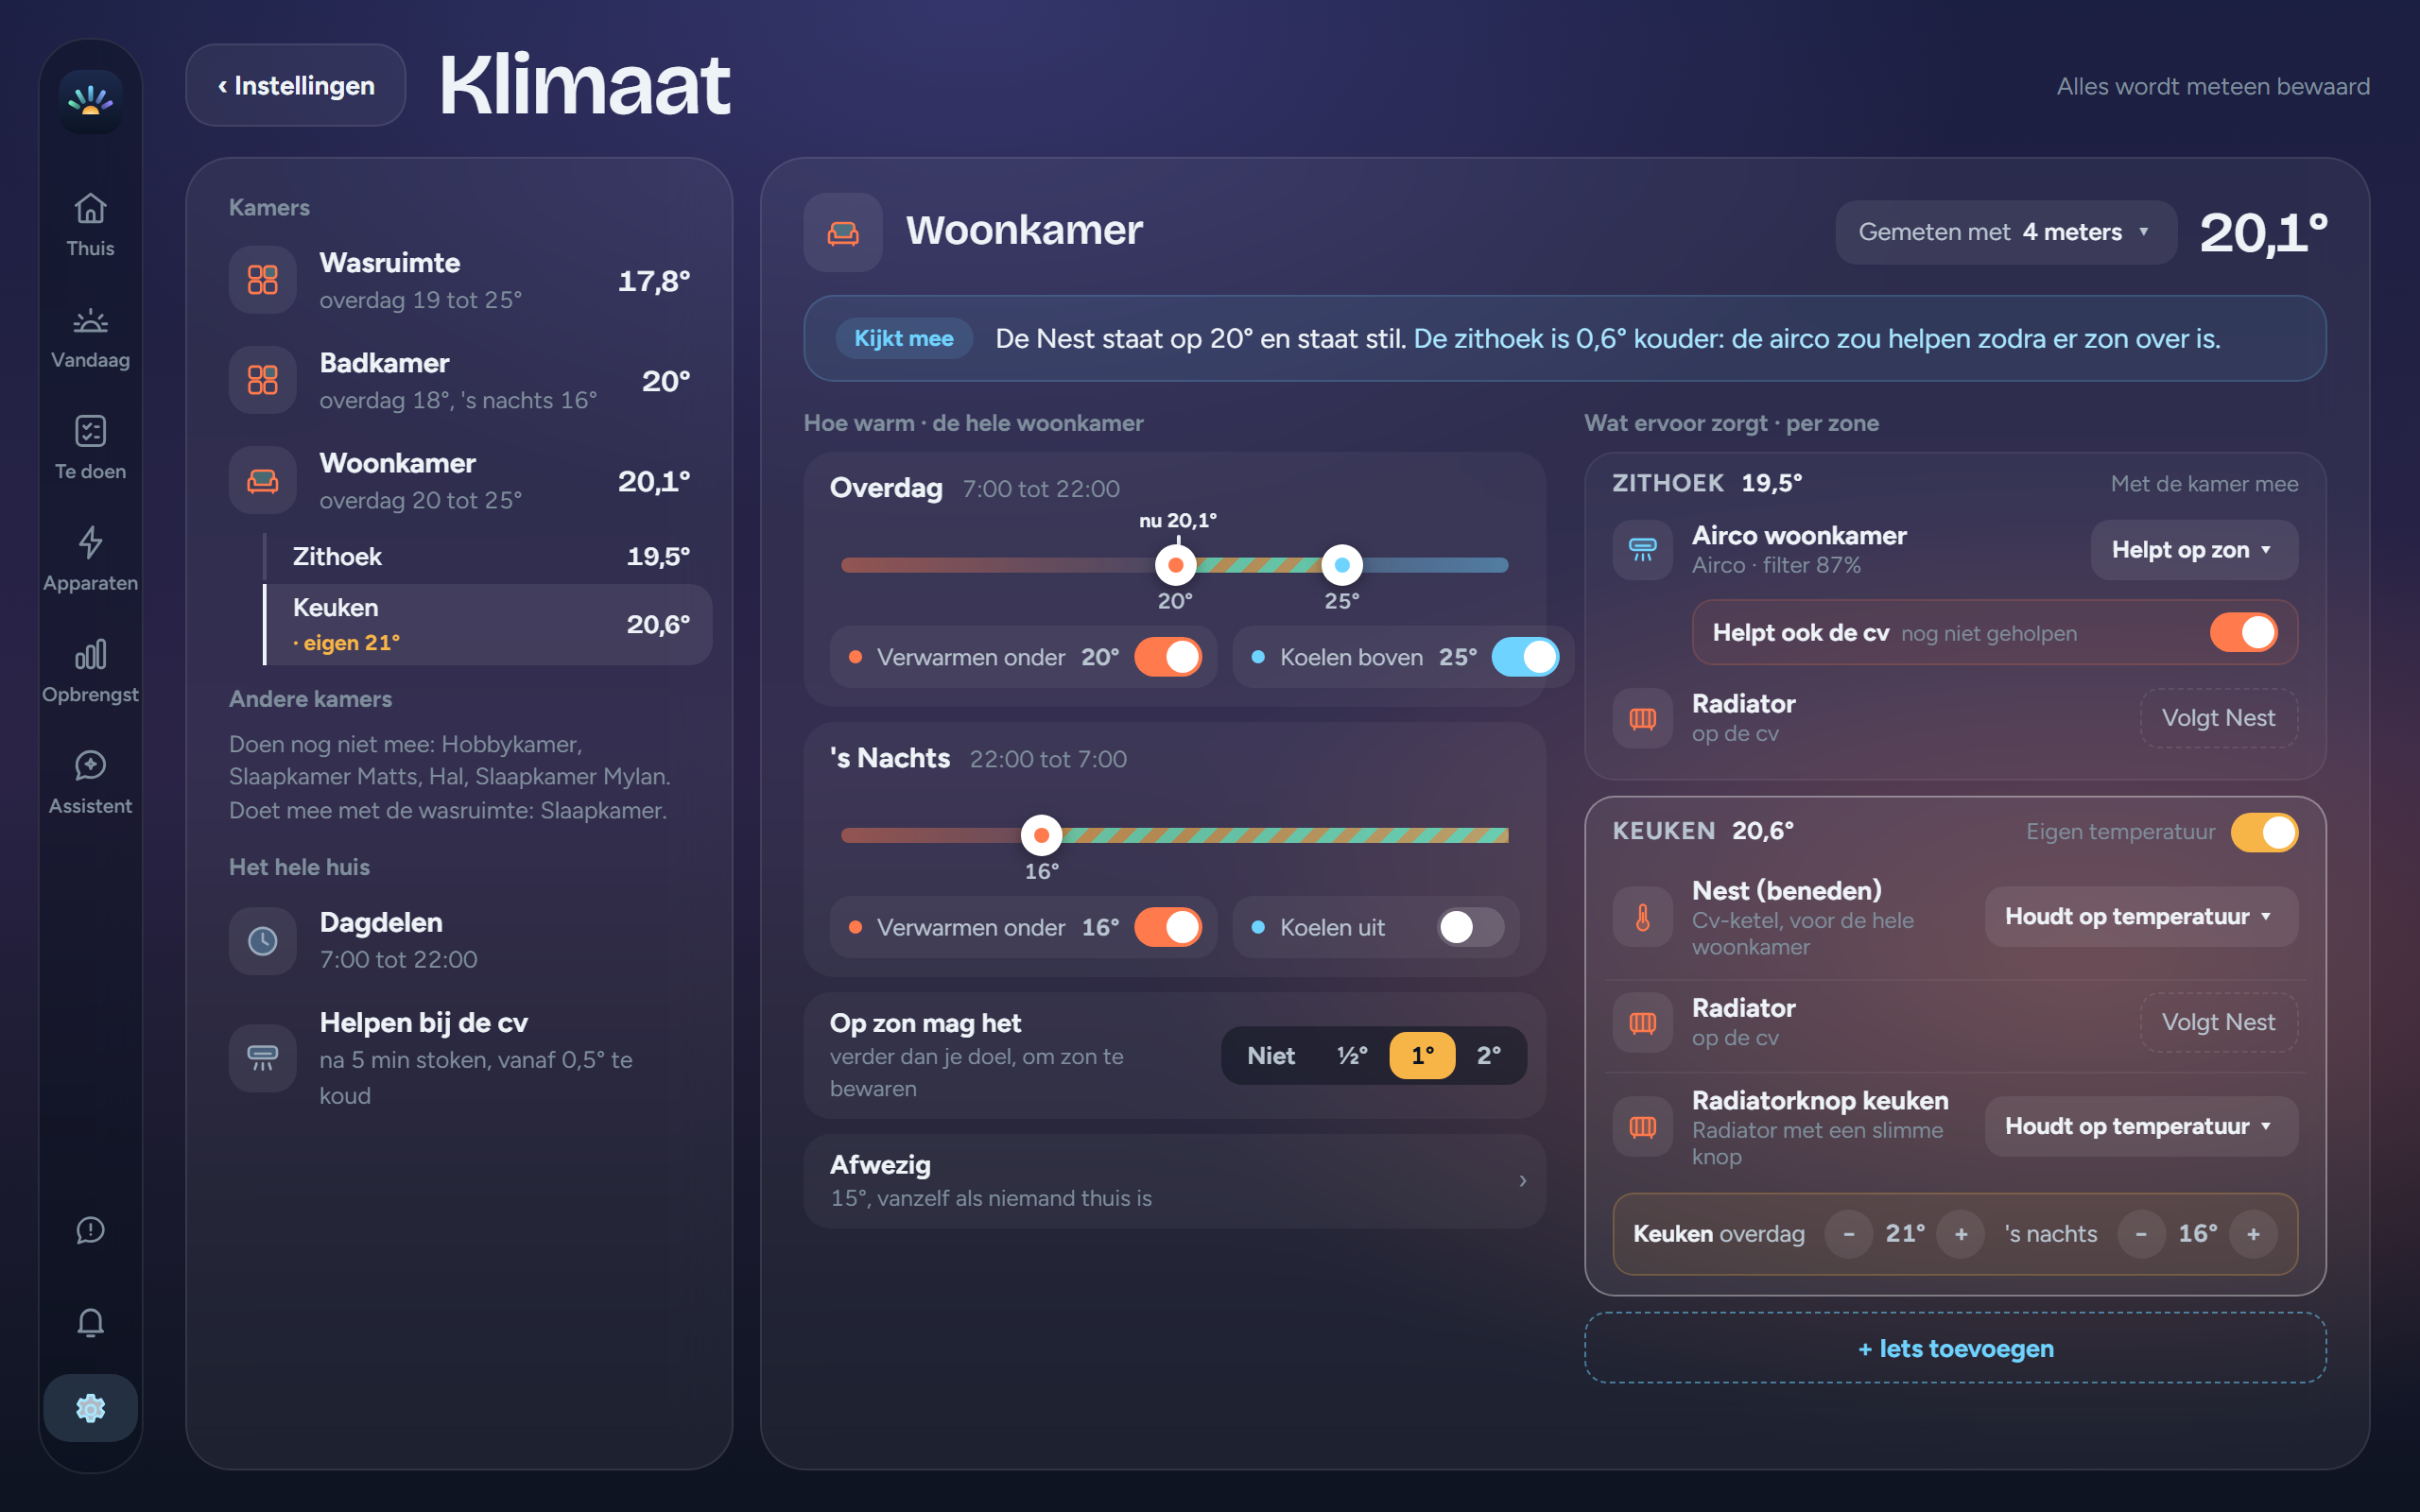 ‹ Instellingen
Klimaat
Alles wordt meteen bewaard
Thuis
Vandaag
Te doen
Apparaten
Opbrengst
Assistent
Kamers
Wasruimte
overdag 19 tot 25°
17,8°
Badkamer
overdag 18°, 's nachts 16°
20°
Woonkamer
overdag 20 tot 25°
20,1°
Zithoek
19,5°
Keuken
· eigen 21°
20,6°
Andere kamers
Doen nog niet mee: Hobbykamer,
Slaapkamer Matts, Hal, Slaapkamer Mylan.
Doet mee met de wasruimte: Slaapkamer.
Het hele huis
Dagdelen
7:00 tot 22:00
Helpen bij de cv
na 5 min stoken, vanaf 0,5° te
koud
Woonkamer
Gemeten met 4 meters ▾
20,1°
Kijkt mee
De Nest staat op 20° en staat stil. De zithoek is 0,6° kouder: de airco zou helpen zodra er zon over is.
Hoe warm · de hele woonkamer
Overdag 7:00 tot 22:00
nu 20,1°
20°
25°
Verwarmen onder 20°
Koelen boven 25°
's Nachts 22:00 tot 7:00
16°
Verwarmen onder 16°
Koelen uit
Op zon mag het
verder dan je doel, om zon te
bewaren
Niet ½° 1° 2°
Afwezig
15°, vanzelf als niemand thuis is
›
Wat ervoor zorgt · per zone
ZITHOEK 19,5°
Met de kamer mee
Airco woonkamer
Airco · filter 87%
Helpt op zon ▾
Helpt ook de cv nog niet geholpen
Radiator
op de cv
Volgt Nest
KEUKEN 20,6°
Eigen temperatuur
Nest (beneden)
Cv-ketel, voor de hele
woonkamer
Houdt op temperatuur ▾
Radiator
op de cv
Volgt Nest
Radiatorknop keuken
Radiator met een slimme
knop
Houdt op temperatuur ▾
Keuken overdag − 21° + 's nachts − 16° +
+ Iets toevoegen